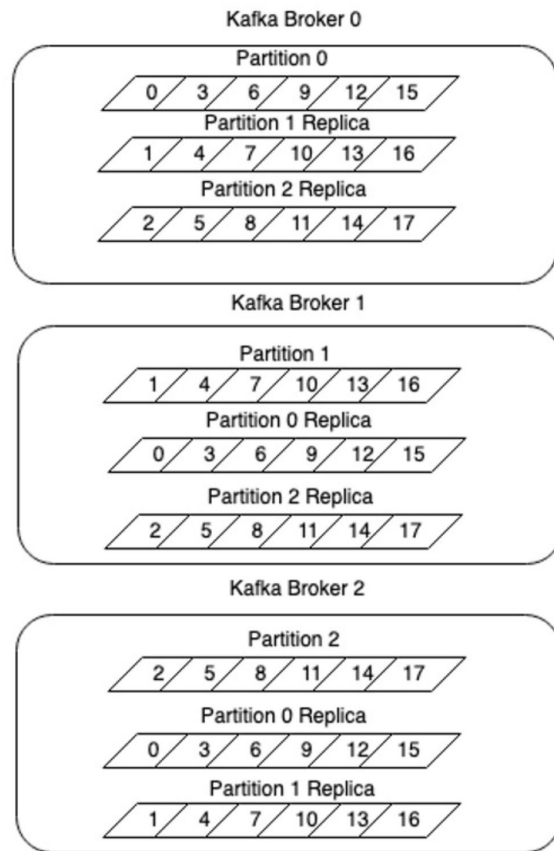 Kafka Broker 0
Partition 0
0 3 6 9 12 15
Partition 1 Replica
1 4 7 10 13 16
Partition 2 Replica
2 5 8 11 14 17
Kafka Broker 1
Partition 1
1 4 7 10 13 16
Partition 0 Replica
0 3 6 9 12 15
Partition 2 Replica
2 5 8 11 14 17
Kafka Broker 2
Partition 2
2 5 8 11 14 17
Partition 0 Replica
0 3 6 9 12 15
Partition 1 Replica
1 4 7 10 13 16